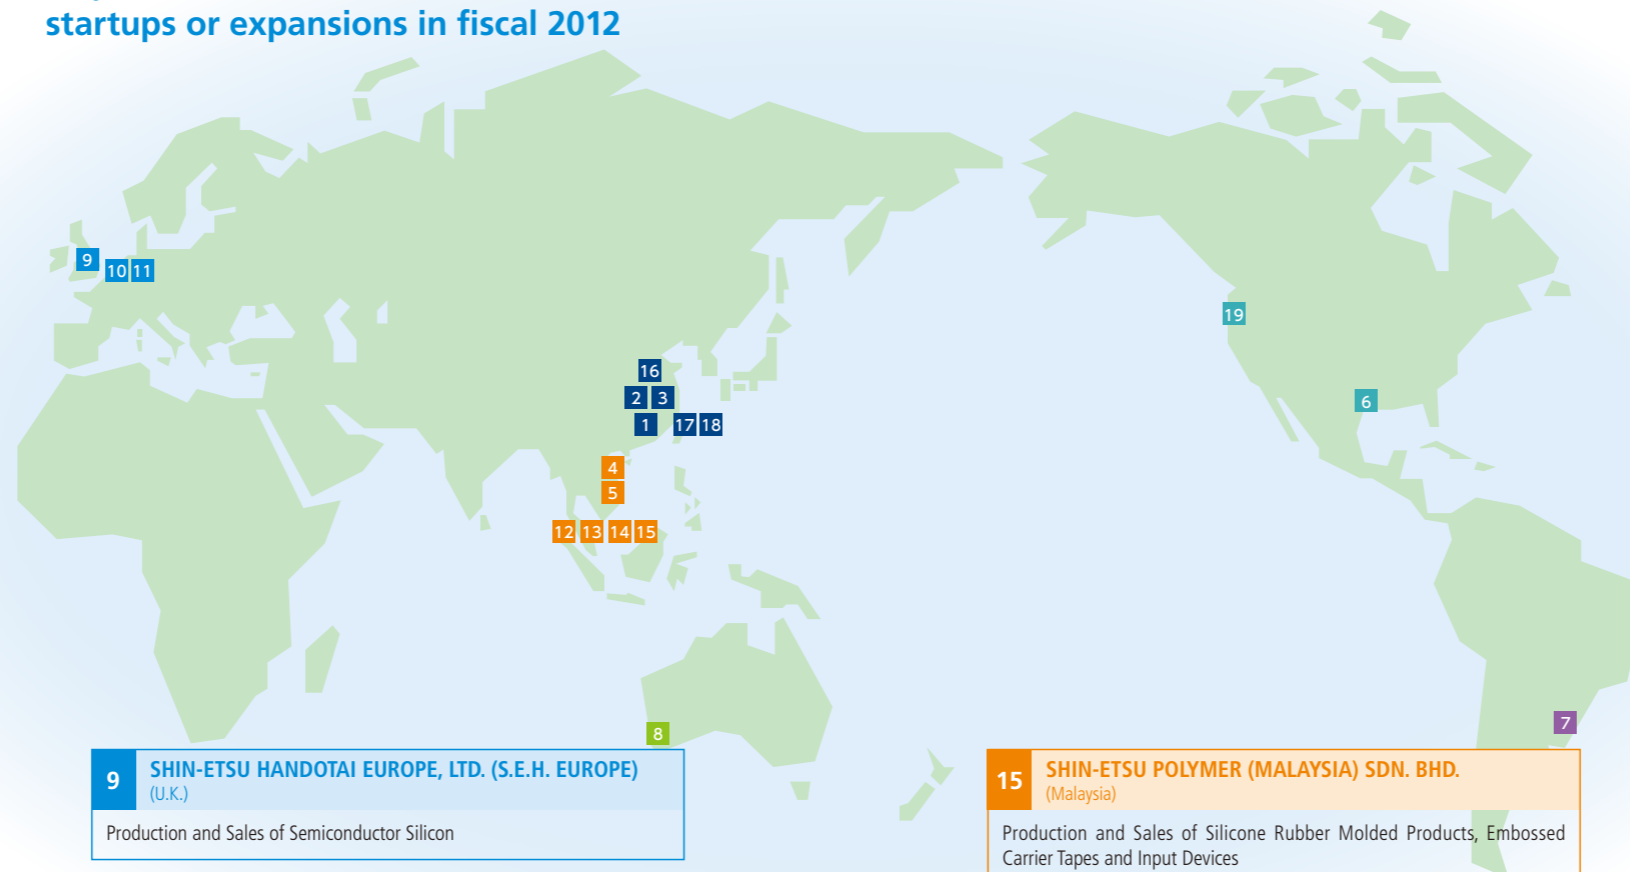 startups or expansions in fiscal 2012
9
10 11
19
16
2 3
6
1 17 18
4
5
12 13 14 15
7
8
9 SHIN-ETSU HANDOTAI EUROPE, LTD. (S.E.H. EUROPE)
(U.K.)
Production and Sales of Semiconductor Silicon
15 SHIN-ETSU POLYMER (MALAYSIA) SDN. BHD.
(Malaysia)
Production and Sales of Silicone Rubber Molded Products, Embossed
Carrier Tapes and Input Devices